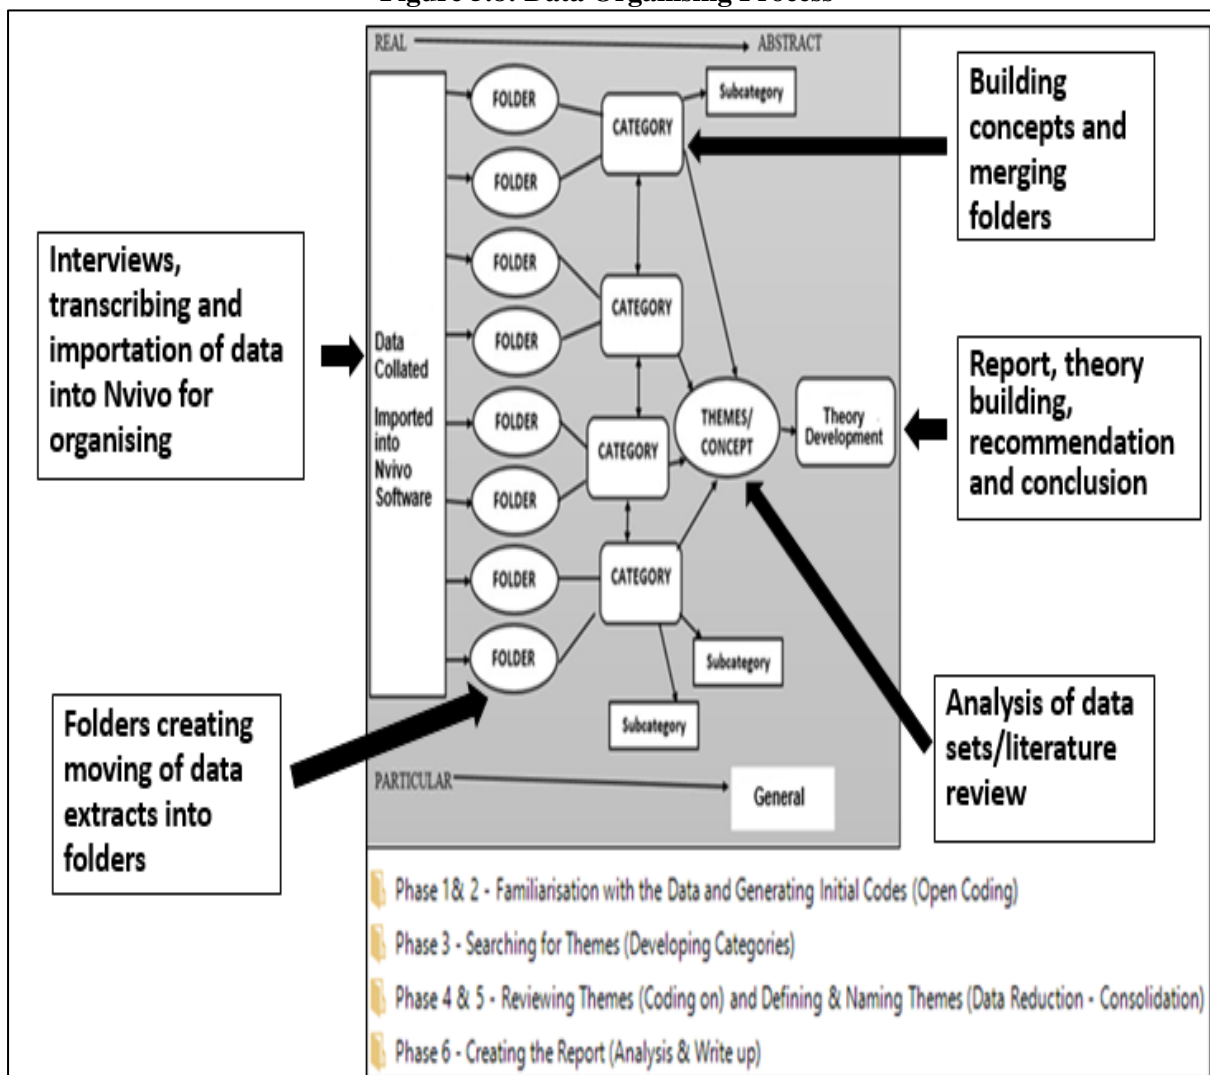 Figure 3.8: Data Organising Process
REAL
ABSTRACT
FOLDER
FOLDER
FOLDER
FOLDER
FOLDER
FOLDER
FOLDER
FOLDER
CATEGORY
CATEGORY
CATEGORY
CATEGORY
Subcategory
Subcategory
Subcategory
Data
Collated
Imported
into
Nvivo
Software
THEMES/
CONCEPT
Theory
Development
PARTICULAR
General
Interviews,
transcribing and
importation of data
into Nvivo for
organising
Folders creating
moving of data
extracts into
folders
Building
concepts and
merging
folders
Report, theory
building,
recommendation
and conclusion
Analysis of data
sets/literature
review
Phase 1& 2 - Familiarisation with the Data and Generating Initial Codes (Open Coding)
Phase 3 - Searching for Themes (Developing Categories)
Phase 4 & 5 - Reviewing Themes (Coding on) and Defining & Naming Themes (Data Reduction - Consolidation)
Phase 6 - Creating the Report (Analysis & Write up)